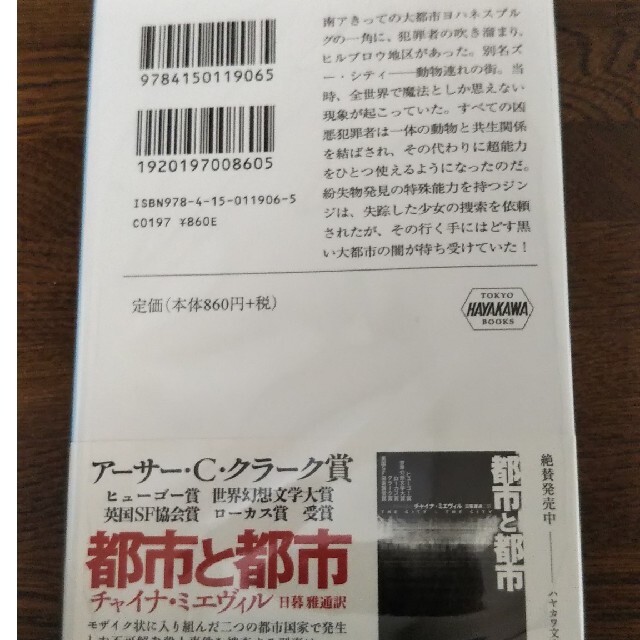 9784150119065
1920197008605
ISBN978-4-15-011906-5
C0197 ¥860E
定価(本体860円+税)
南アきっての大都市ヨハネスブル
グの一角に、犯罪者の吹き溜まり、
ヒルブロウ地区があった。別名ズ
ー・シティ──動物連れの街。当
時、全世界で魔法としか思えない
現象が起こっていた。すべての凶
悪犯罪者は一体の動物と共生関係
を結ばされ、その代わりに超能力
をひとつ使えるようになったのだ。
紛失物発見の特殊能力を持つジン
ジは、失踪した少女の捜索を依頼
されたが、その行く手にはどす黒
い大都市の闇が待ち受けていた!
TOKYO
HAYAKAWA
BOOKS
アーサー・C・クラーク賞
ヒューゴー賞 世界幻想文学大賞
英国SF協会賞 ローカス賞 受賞
都市と都市
チャイナ・ミエヴィル 日暮雅通訳
モザイク状に入り組んだ二つの都市国家で発生
都市と都市
チャイナ・ミエヴィル
絶賛発売中
ハヤカワ文